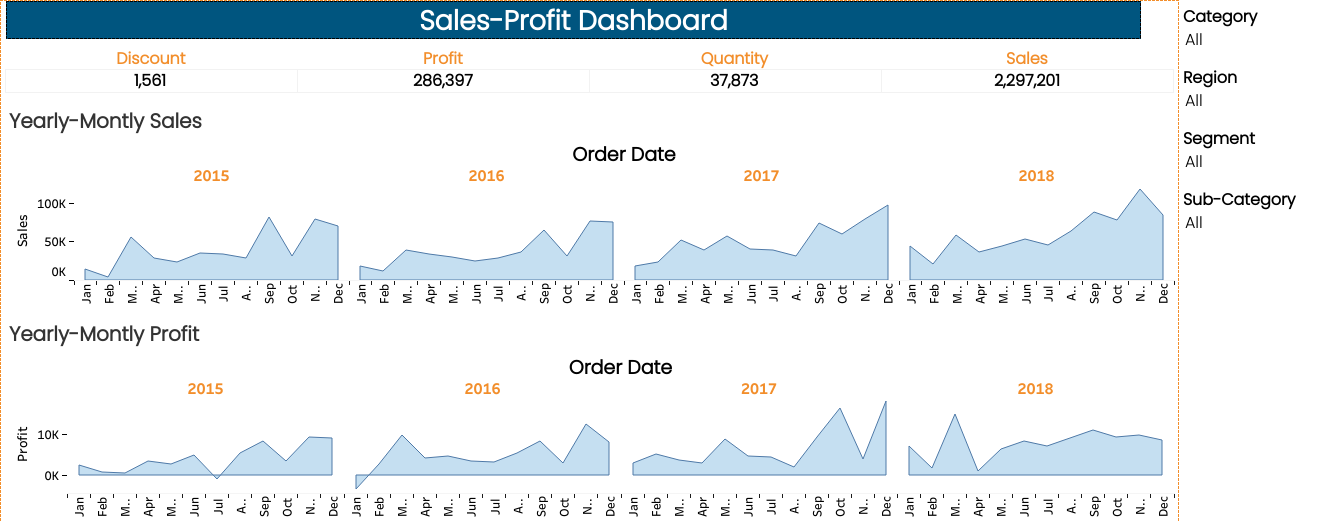 Sales-Profit Dashboard
Category
All
Region
All
Segment
All
Sub-Category
All
Discount Profit Quantity Sales
1,561 286,397 37,873 2,297,201
Yearly-Montly Sales
Order Date
2015 2016 2017 2018
Sales
100K
50K
0K
Jan Feb M.. Apr M.. Jun Jul A.. Sep Oct N.. Dec Jan Feb M.. Apr M.. Jun Jul A.. Sep Oct N.. Dec Jan Feb M.. Apr M.. Jun Jul A.. Sep Oct N.. Dec Jan Feb M.. Apr M.. Jun Jul A.. Sep Oct N.. Dec
Yearly-Montly Profit
Order Date
2015 2016 2017 2018
Profit
10K
0K
Jan Feb M.. Apr M.. Jun Jul A.. Sep Oct N.. Dec Jan Feb M.. Apr M.. Jun Jul A.. Sep Oct N.. Dec Jan Feb M.. Apr M.. Jun Jul A.. Sep Oct N.. Dec Jan Feb M.. Apr M.. Jun Jul A.. Sep Oct N.. Dec